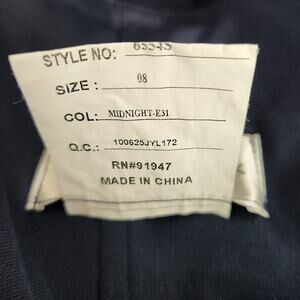 STYLE NO:
SIZE : 08
COL: MIDNIGHT-E31
Q.C.: 100625JYL172
RN#91947
MADE IN CHINA